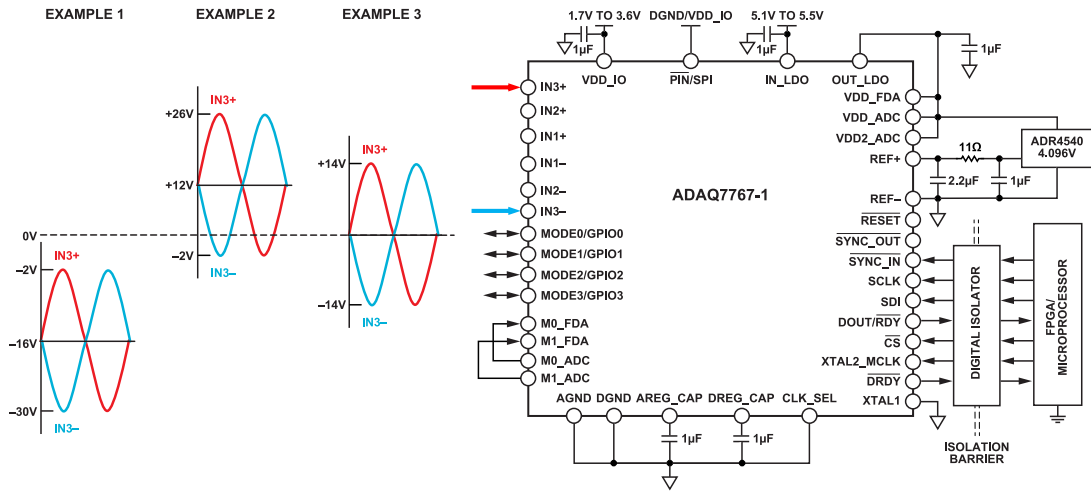 EXAMPLE 1
EXAMPLE 2
EXAMPLE 3
IN3+
+26V
+12V
–2V
IN3–
IN3+
+14V
–14V
IN3–
0V
IN3+
–2V
–16V
–30V
IN3–
1.7V TO 3.6V
1µF
VDD_IO
DGND/VDD_IO
PIN/SPI
5.1V TO 5.5V
1µF
IN_LDO
OUT_LDO
1µF
IN3+
IN2+
IN1+
IN1–
IN2–
IN3–
MODE0/GPIO0
MODE1/GPIO1
MODE2/GPIO2
MODE3/GPIO3
M0_FDA
M1_FDA
M0_ADC
M1_ADC
ADAQ7767-1
VDD_FDA
VDD_ADC
VDD2_ADC
REF+
REF–
RESET
SYNC_OUT
SYNC_IN
SCLK
SDI
DOUT/RDY
CS
XTAL2_MCLK
DRDY
XTAL1
11Ω
2.2µF
1µF
ADR4540
4.096V
AGND
DGND
AREG_CAP
DREG_CAP
CLK_SEL
1µF
1µF
DIGITAL ISOLATOR
FPGA/
MICROPROCESSOR
ISOLATION
BARRIER